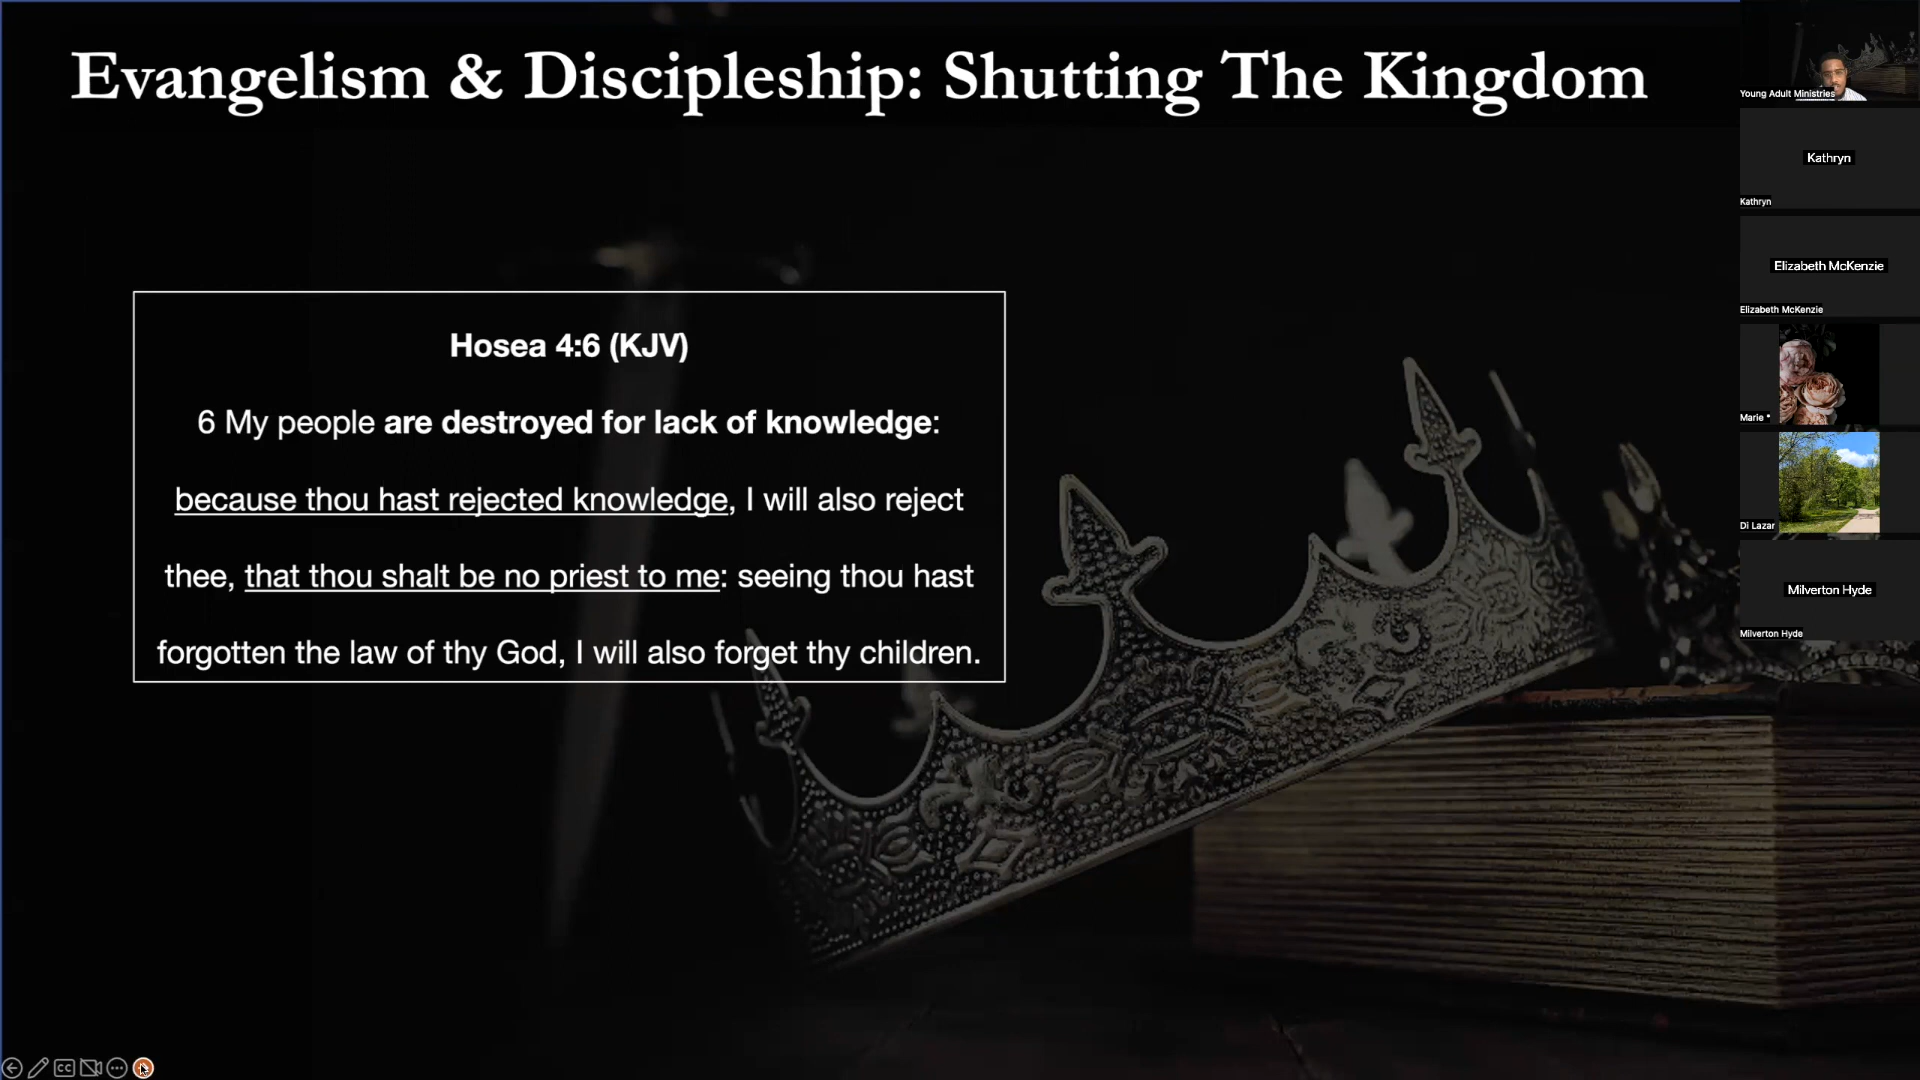 Evangelism & Discipleship: Shutting The Kingdom
Hosea 4:6 (KJV)
6 My people are destroyed for lack of knowledge:
because thou hast rejected knowledge, I will also reject
thee, that thou shalt be no priest to me: seeing thou hast
forgotten the law of thy God, I will also forget thy children.
Young Adult Ministries
Kathryn
Kathryn
Elizabeth McKenzie
Elizabeth McKenzie
Marie *
Di Lazar
Milverton Hyde
Milverton Hyde
CC